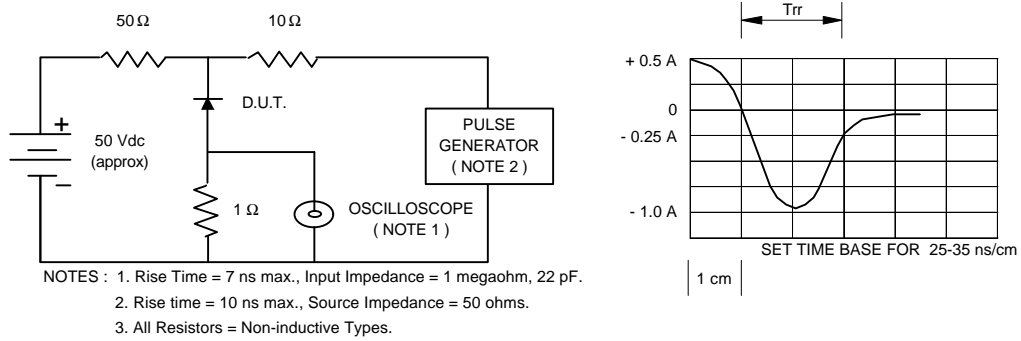 50 Ω
10 Ω
D.U.T.
+
50 Vdc
(approx)
−
1 Ω
OSCILLOSCOPE
( NOTE 1 )
PULSE
GENERATOR
( NOTE 2 )
NOTES : 1. Rise Time = 7 ns max., Input Impedance = 1 megaohm, 22 pF.
2. Rise time = 10 ns max., Source Impedance = 50 ohms.
3. All Resistors = Non-inductive Types.
Trr
+ 0.5 A
0
- 0.25 A
- 1.0 A
SET TIME BASE FOR 25-35 ns/cm
1 cm